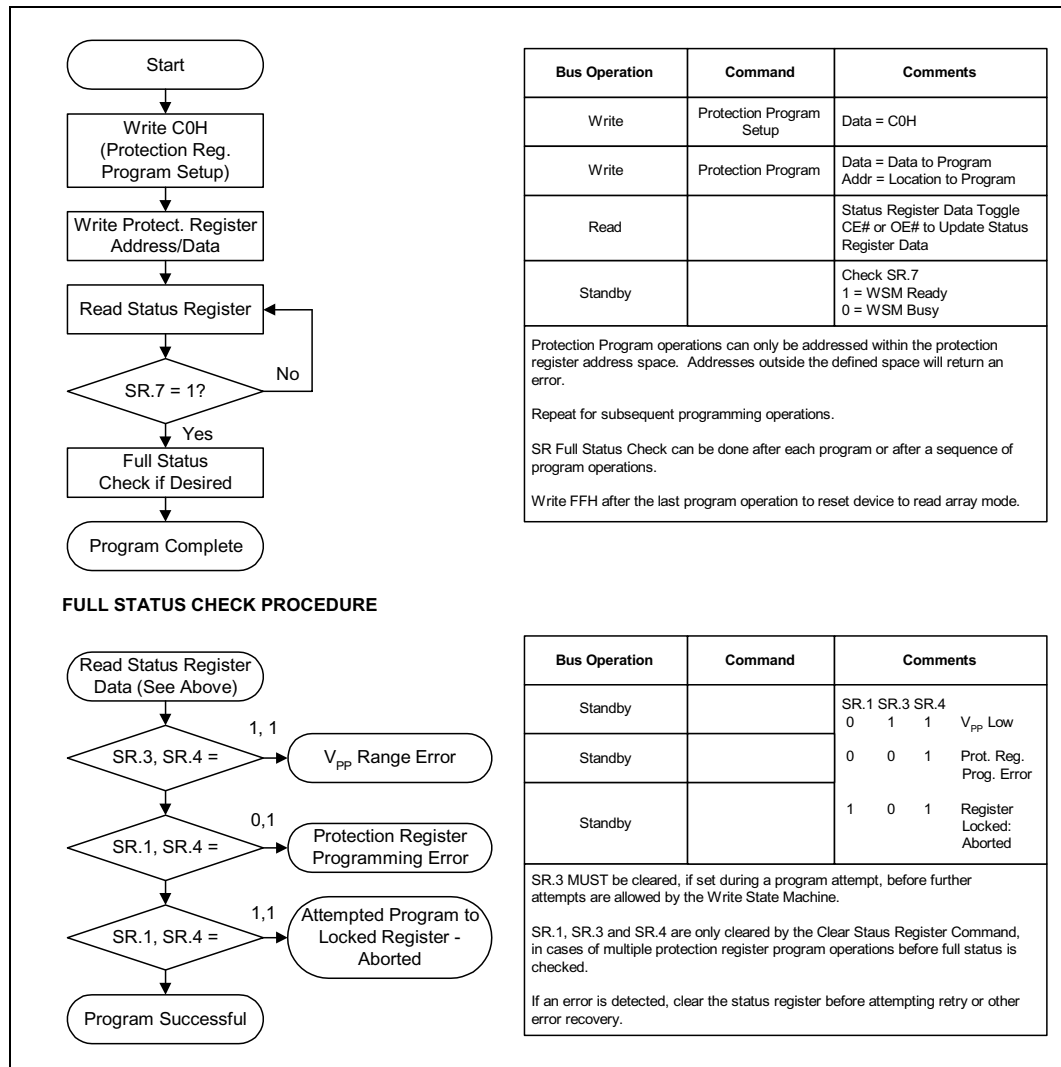 Start
Write C0H
(Protection Reg.
Program Setup)
Write Protect. Register
Address/Data
Read Status Register
No
SR.7 = 1?
Yes
Full Status
Check if Desired
Program Complete
Bus Operation Command Comments
Write Protection Program
Setup Data = C0H
Write Protection Program Data = Data to Program
Addr = Location to Program
Read Status Register Data Toggle
CE# or OE# to Update Status
Register Data
Standby Check SR.7
1 = WSM Ready
0 = WSM Busy
Protection Program operations can only be addressed within the protection
register address space. Addresses outside the defined space will return an
error.
Repeat for subsequent programming operations.
SR Full Status Check can be done after each program or after a sequence of
program operations.
Write FFH after the last program operation to reset device to read array mode.
FULL STATUS CHECK PROCEDURE
Read Status Register
Data (See Above)
1, 1
SR.3, SR.4 = VPP Range Error
0,1
SR.1, SR.4 = Protection Register
Programming Error
1,1
SR.1, SR.4 = Attempted Program to
Locked Register -
Aborted
Program Successful
Bus Operation Command Comments
Standby SR.1 SR.3 SR.4
0 1 1 VPP Low
Standby 0 0 1 Prot. Reg.
Prog. Error
Standby 1 0 1 Register
Locked:
Aborted
SR.3 MUST be cleared, if set during a program attempt, before further
attempts are allowed by the Write State Machine.
SR.1, SR.3 and SR.4 are only cleared by the Clear Staus Register Command,
in cases of multiple protection register program operations before full status is
checked.
If an error is detected, clear the status register before attempting retry or other
error recovery.